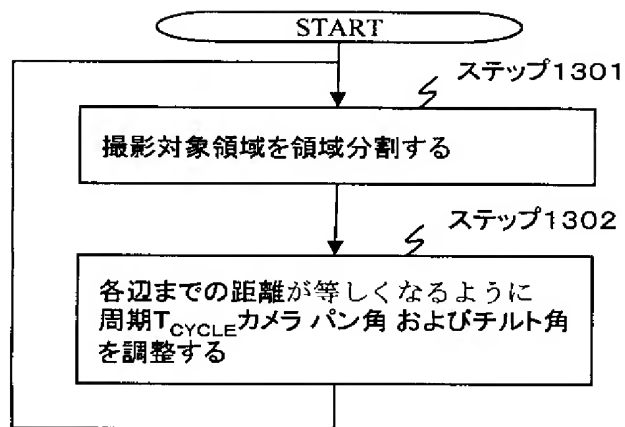 START
ステップ1301
撮影対象領域を領域分割する
ステップ1302
各辺までの距離が等しくなるように
周期TCYCLEカメラ パン角 およびチルト角
を調整する